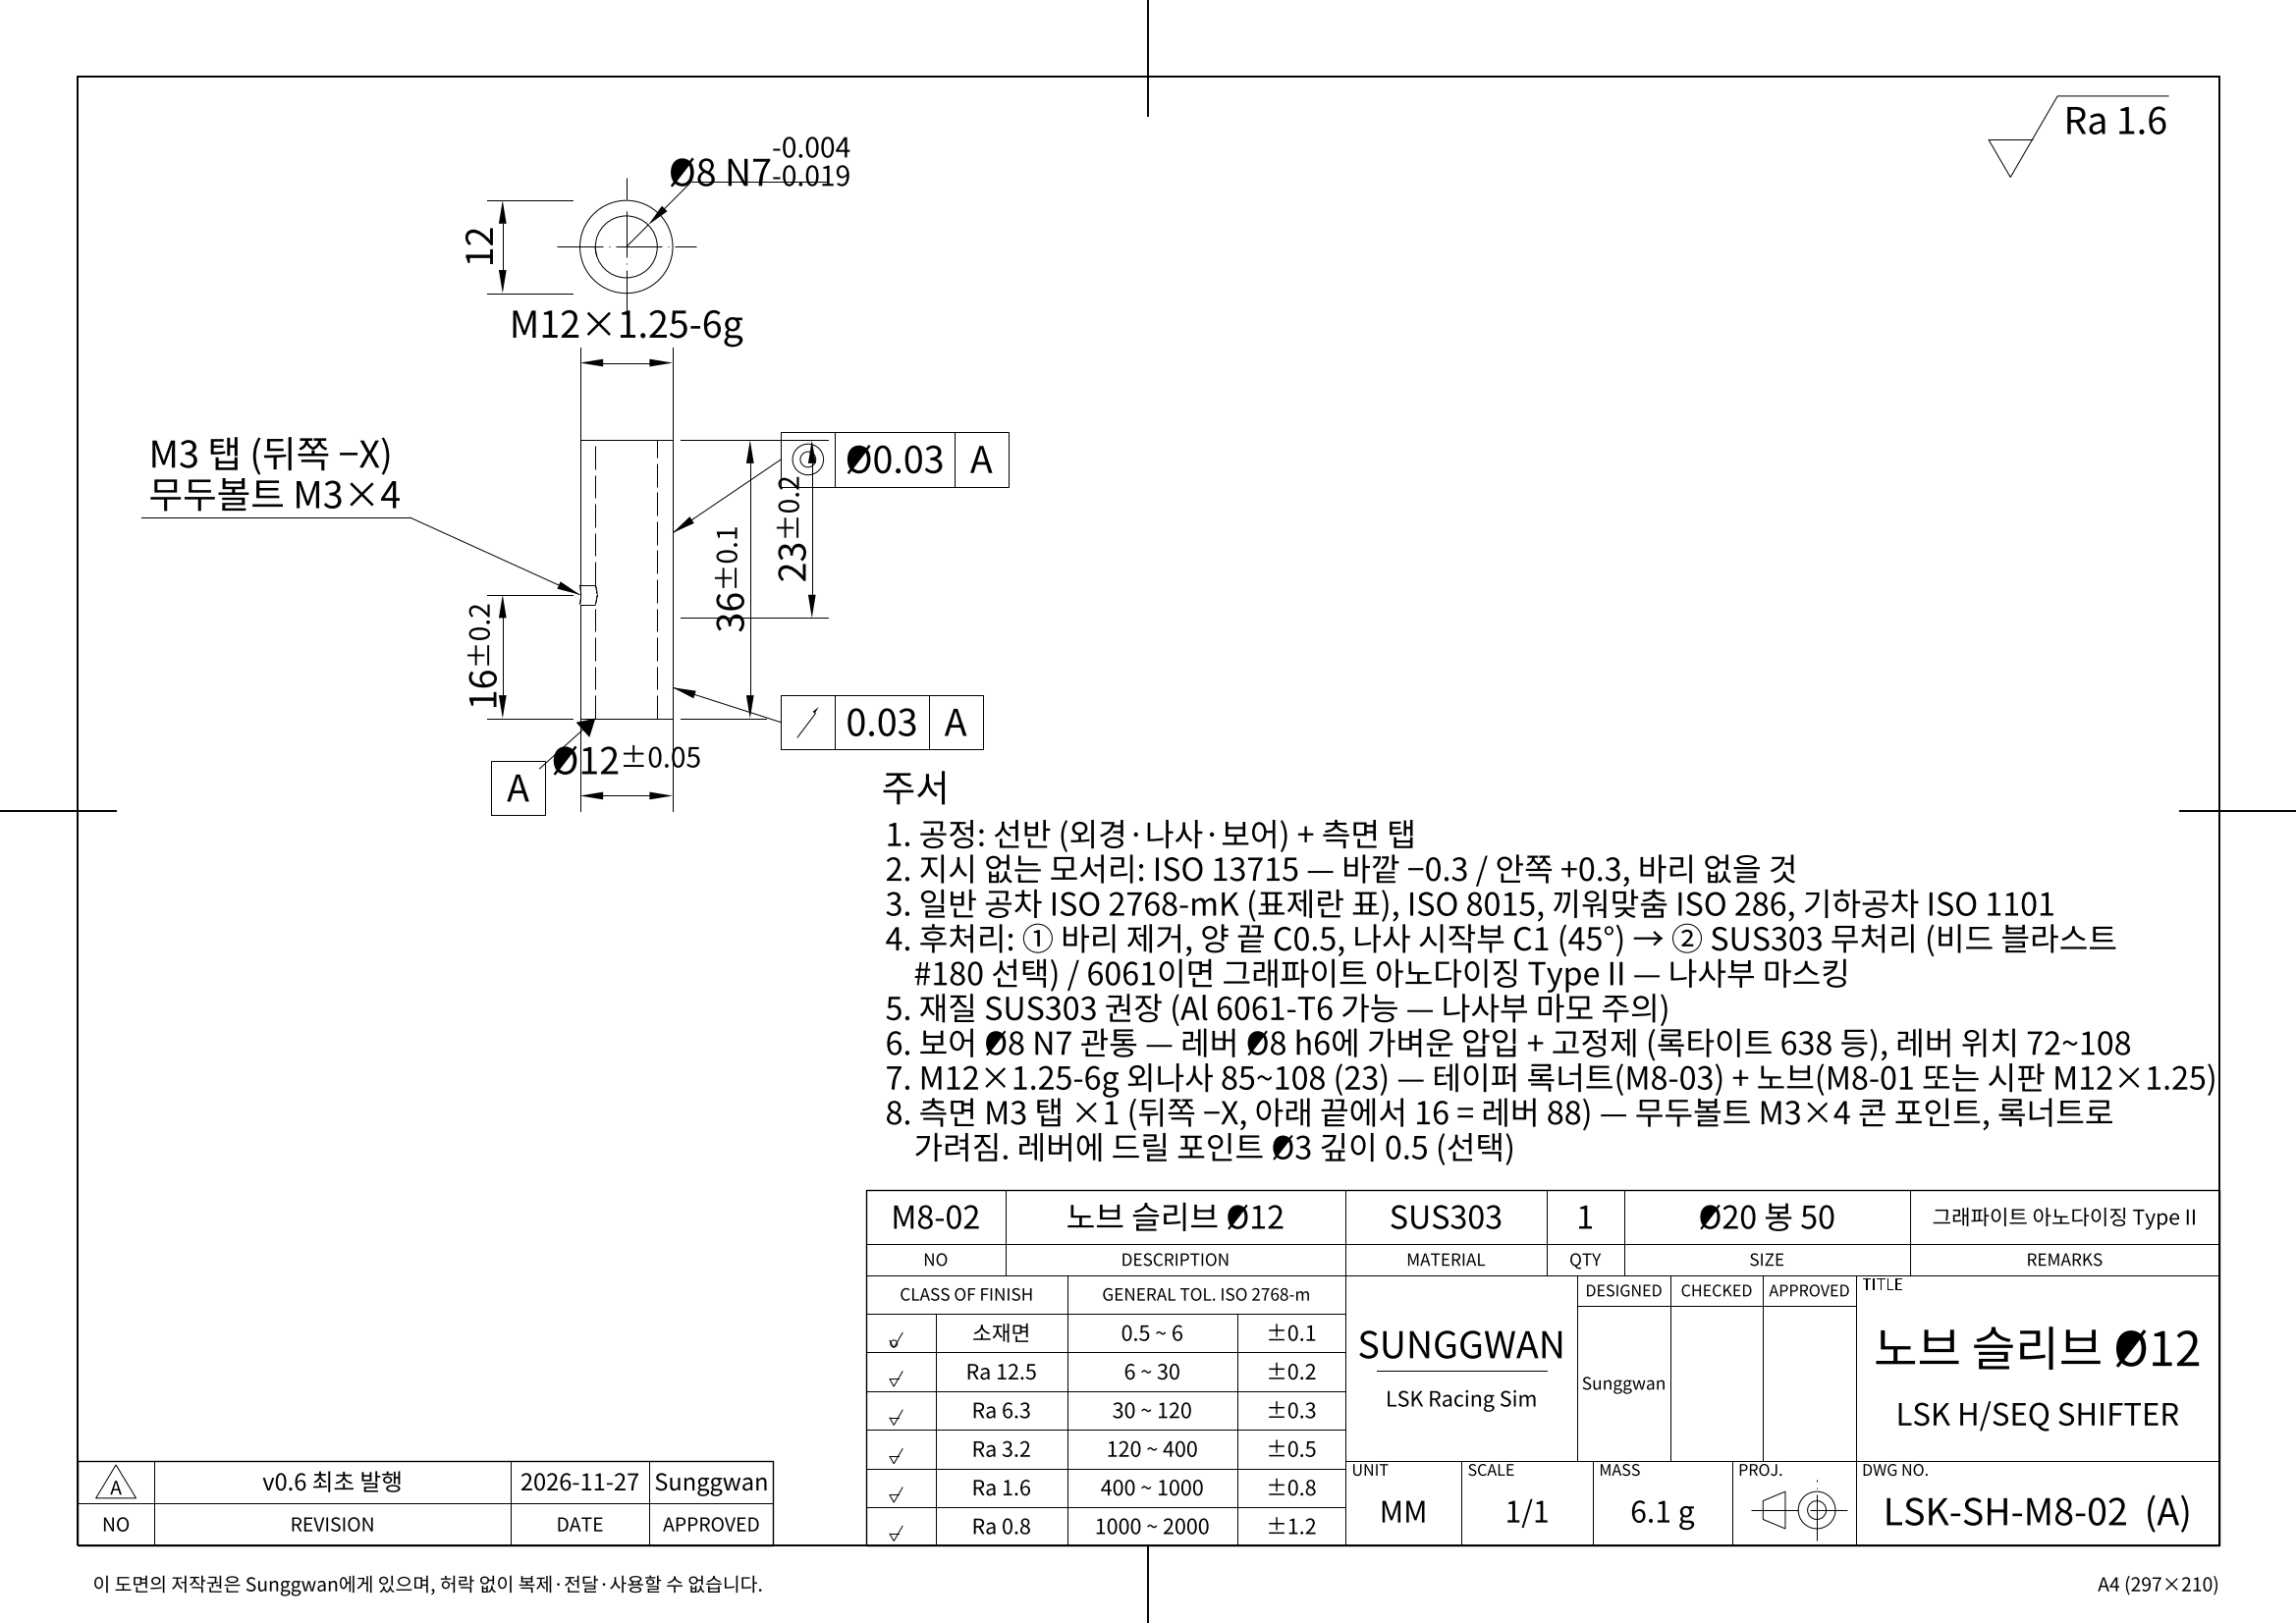 Ra 1.6
Ø8 N7 -0.004
-0.019
12
M12×1.25-6g
M3 탭 (뒤쪽 −X)
무두볼트 M3×4
Ø0.03 A
23±0.2
36±0.1
16±0.2
0.03 A
Ø12±0.05
A
주서
1. 공정: 선반 (외경·나사·보어) + 측면 탭
2. 지시 없는 모서리: ISO 13715 — 바깥 −0.3 / 안쪽 +0.3, 바리 없을 것
3. 일반 공차 ISO 2768-mK (표제란 표), ISO 8015, 끼워맞춤 ISO 286, 기하공차 ISO 1101
4. 후처리: ① 바리 제거, 양 끝 C0.5, 나사 시작부 C1 (45°) → ② SUS303 무처리 (비드 블라스트
#180 선택) / 6061이면 그래파이트 아노다이징 Type II — 나사부 마스킹
5. 재질 SUS303 권장 (Al 6061-T6 가능 — 나사부 마모 주의)
6. 보어 Ø8 N7 관통 — 레버 Ø8 h6에 가벼운 압입 + 고정제 (록타이트 638 등), 레버 위치 72~108
7. M12×1.25-6g 외나사 85~108 (23) — 테이퍼 록너트(M8-03) + 노브(M8-01 또는 시판 M12×1.25)
8. 측면 M3 탭 ×1 (뒤쪽 −X, 아래 끝에서 16 = 레버 88) — 무두볼트 M3×4 콘 포인트, 록너트로
가려짐. 레버에 드릴 포인트 Ø3 깊이 0.5 (선택)
M8-02 노브 슬리브 Ø12 SUS303 1 Ø20 봉 50 그래파이트 아노다이징 Type II
NO DESCRIPTION MATERIAL QTY SIZE REMARKS
CLASS OF FINISH GENERAL TOL. ISO 2768-m
소재면 0.5 ~ 6 ±0.1
Ra 12.5 6 ~ 30 ±0.2
Ra 6.3 30 ~ 120 ±0.3
Ra 3.2 120 ~ 400 ±0.5
Ra 1.6 400 ~ 1000 ±0.8
Ra 0.8 1000 ~ 2000 ±1.2
SUNGGWAN
LSK Racing Sim
DESIGNED CHECKED APPROVED
Sunggwan
TITLE
노브 슬리브 Ø12
LSK H/SEQ SHIFTER
UNIT SCALE MASS PROJ. DWG NO.
MM 1/1 6.1 g LSK-SH-M8-02 (A)
A v0.6 최초 발행 2026-11-27 Sunggwan
NO REVISION DATE APPROVED
이 도면의 저작권은 Sunggwan에게 있으며, 허락 없이 복제·전달·사용할 수 없습니다.
A4 (297×210)